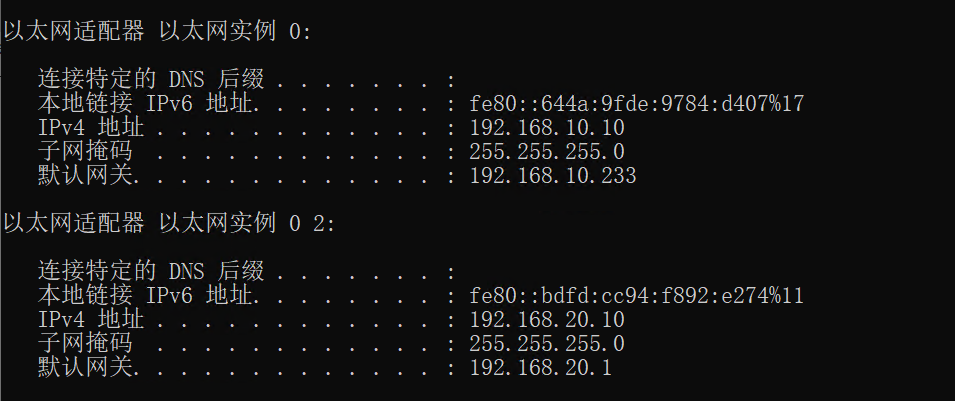 以太网适配器 以太网实例 0:
连接特定的 DNS 后缀 . . . . . . . :
本地链接 IPv6 地址. . . . . . . . : fe80::644a:9fde:9784:d407%17
IPv4 地址 . . . . . . . . . . . . : 192.168.10.10
子网掩码  . . . . . . . . . . . . : 255.255.255.0
默认网关. . . . . . . . . . . . . : 192.168.10.233
以太网适配器 以太网实例 0 2:
连接特定的 DNS 后缀 . . . . . . . :
本地链接 IPv6 地址. . . . . . . . : fe80::bdfd:cc94:f892:e274%11
IPv4 地址 . . . . . . . . . . . . : 192.168.20.10
子网掩码  . . . . . . . . . . . . : 255.255.255.0
默认网关. . . . . . . . . . . . . : 192.168.20.1